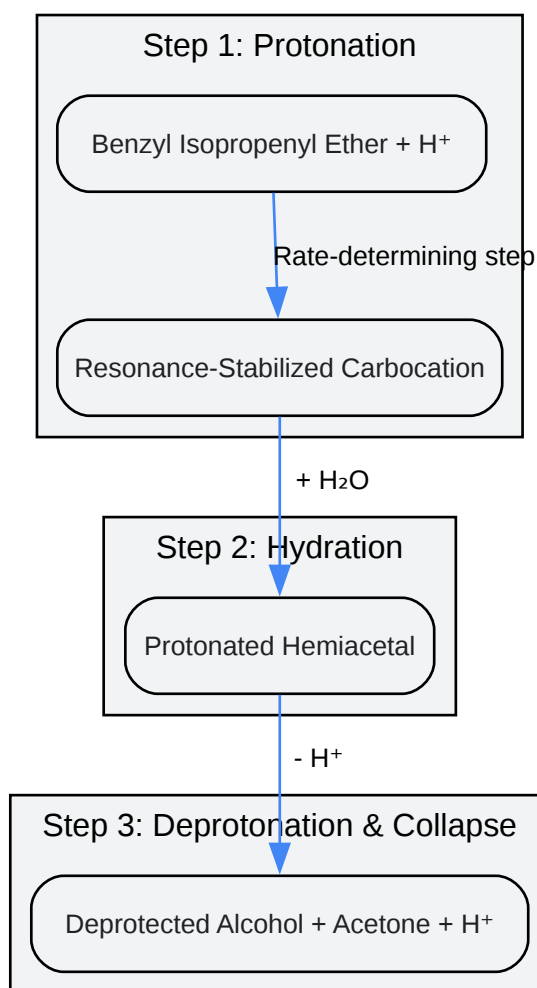 Step 1: Protonation
Benzyl Isopropenyl Ether + H⁺
Rate-determining step
Resonance-Stabilized Carbocation
+ H₂O
Step 2: Hydration
Protonated Hemiacetal
- H⁺
Step 3: Deprotonation & Collapse
Deprotected Alcohol + Acetone + H⁺